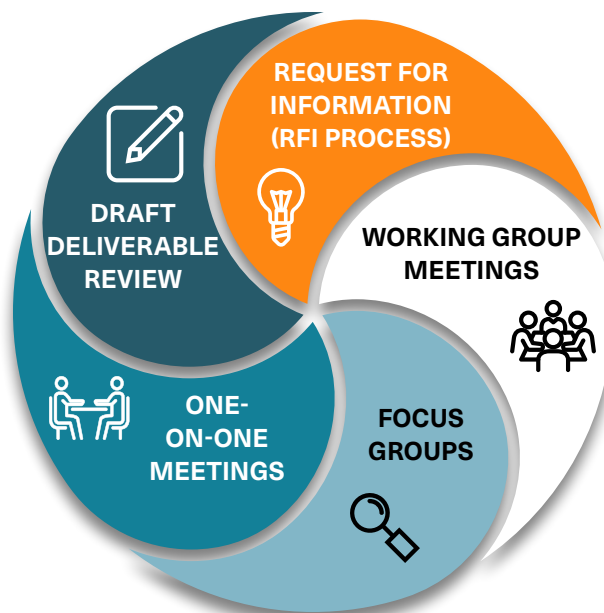 REQUEST FOR
INFORMATION
(RFI PROCESS)
WORKING GROUP
MEETINGS
FOCUS
GROUPS
ONE-
ON-ONE
MEETINGS
DRAFT
DELIVERABLE
REVIEW